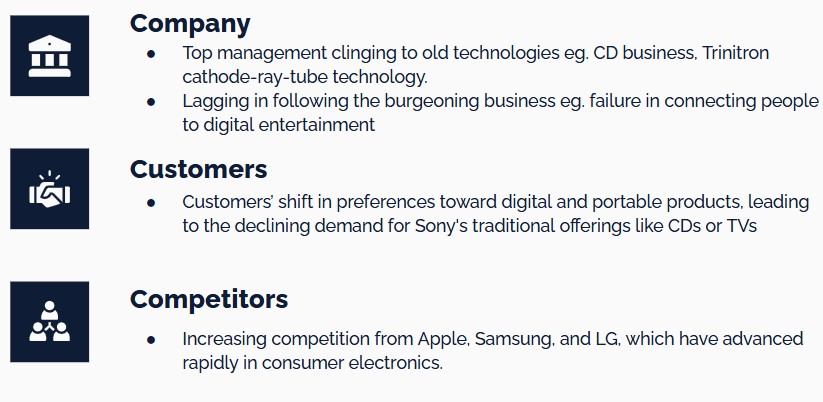 Company
● Top management clinging to old technologies eg. CD business, Trinitron
cathode-ray-tube technology.
● Lagging in following the burgeoning business eg. failure in connecting people
to digital entertainment
Customers
● Customers’ shift in preferences toward digital and portable products, leading
to the declining demand for Sony's traditional offerings like CDs or TVs
Competitors
● Increasing competition from Apple, Samsung, and LG, which have advanced
rapidly in consumer electronics.